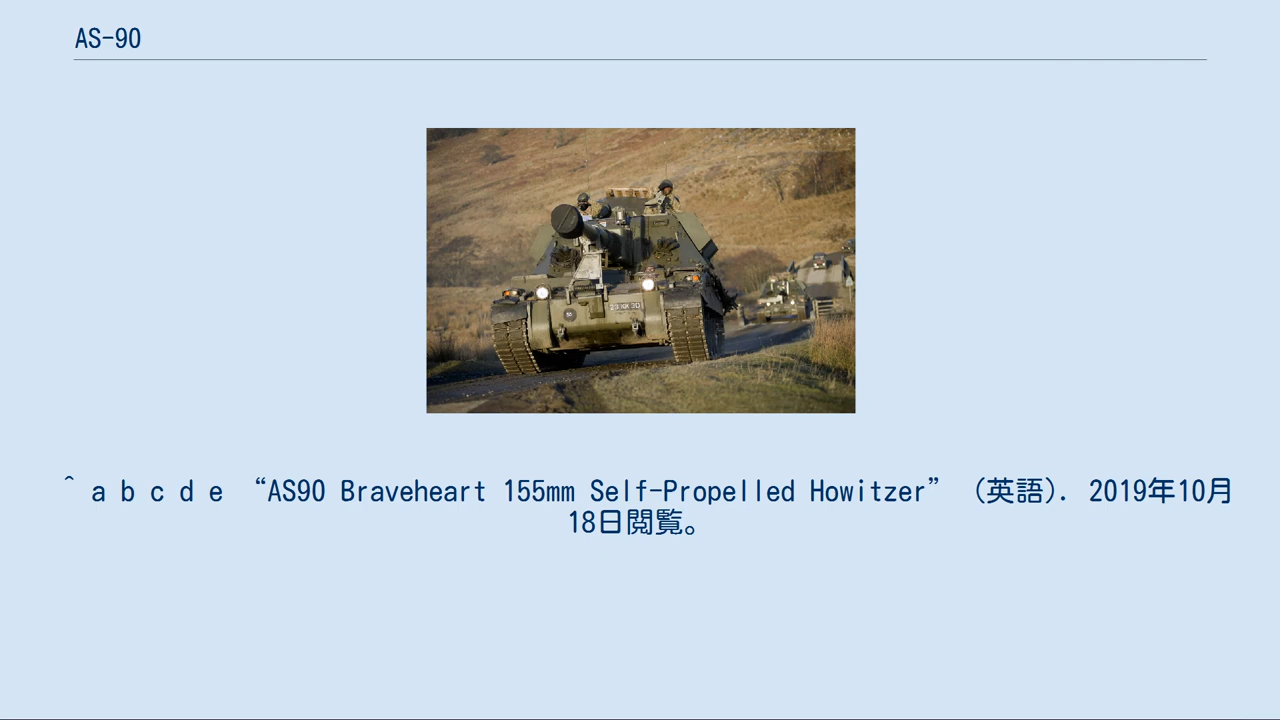 AS-90
^ a b c d e “AS90 Braveheart 155mm Self-Propelled Howitzer” (英語). 2019年10月
18日閲覧。